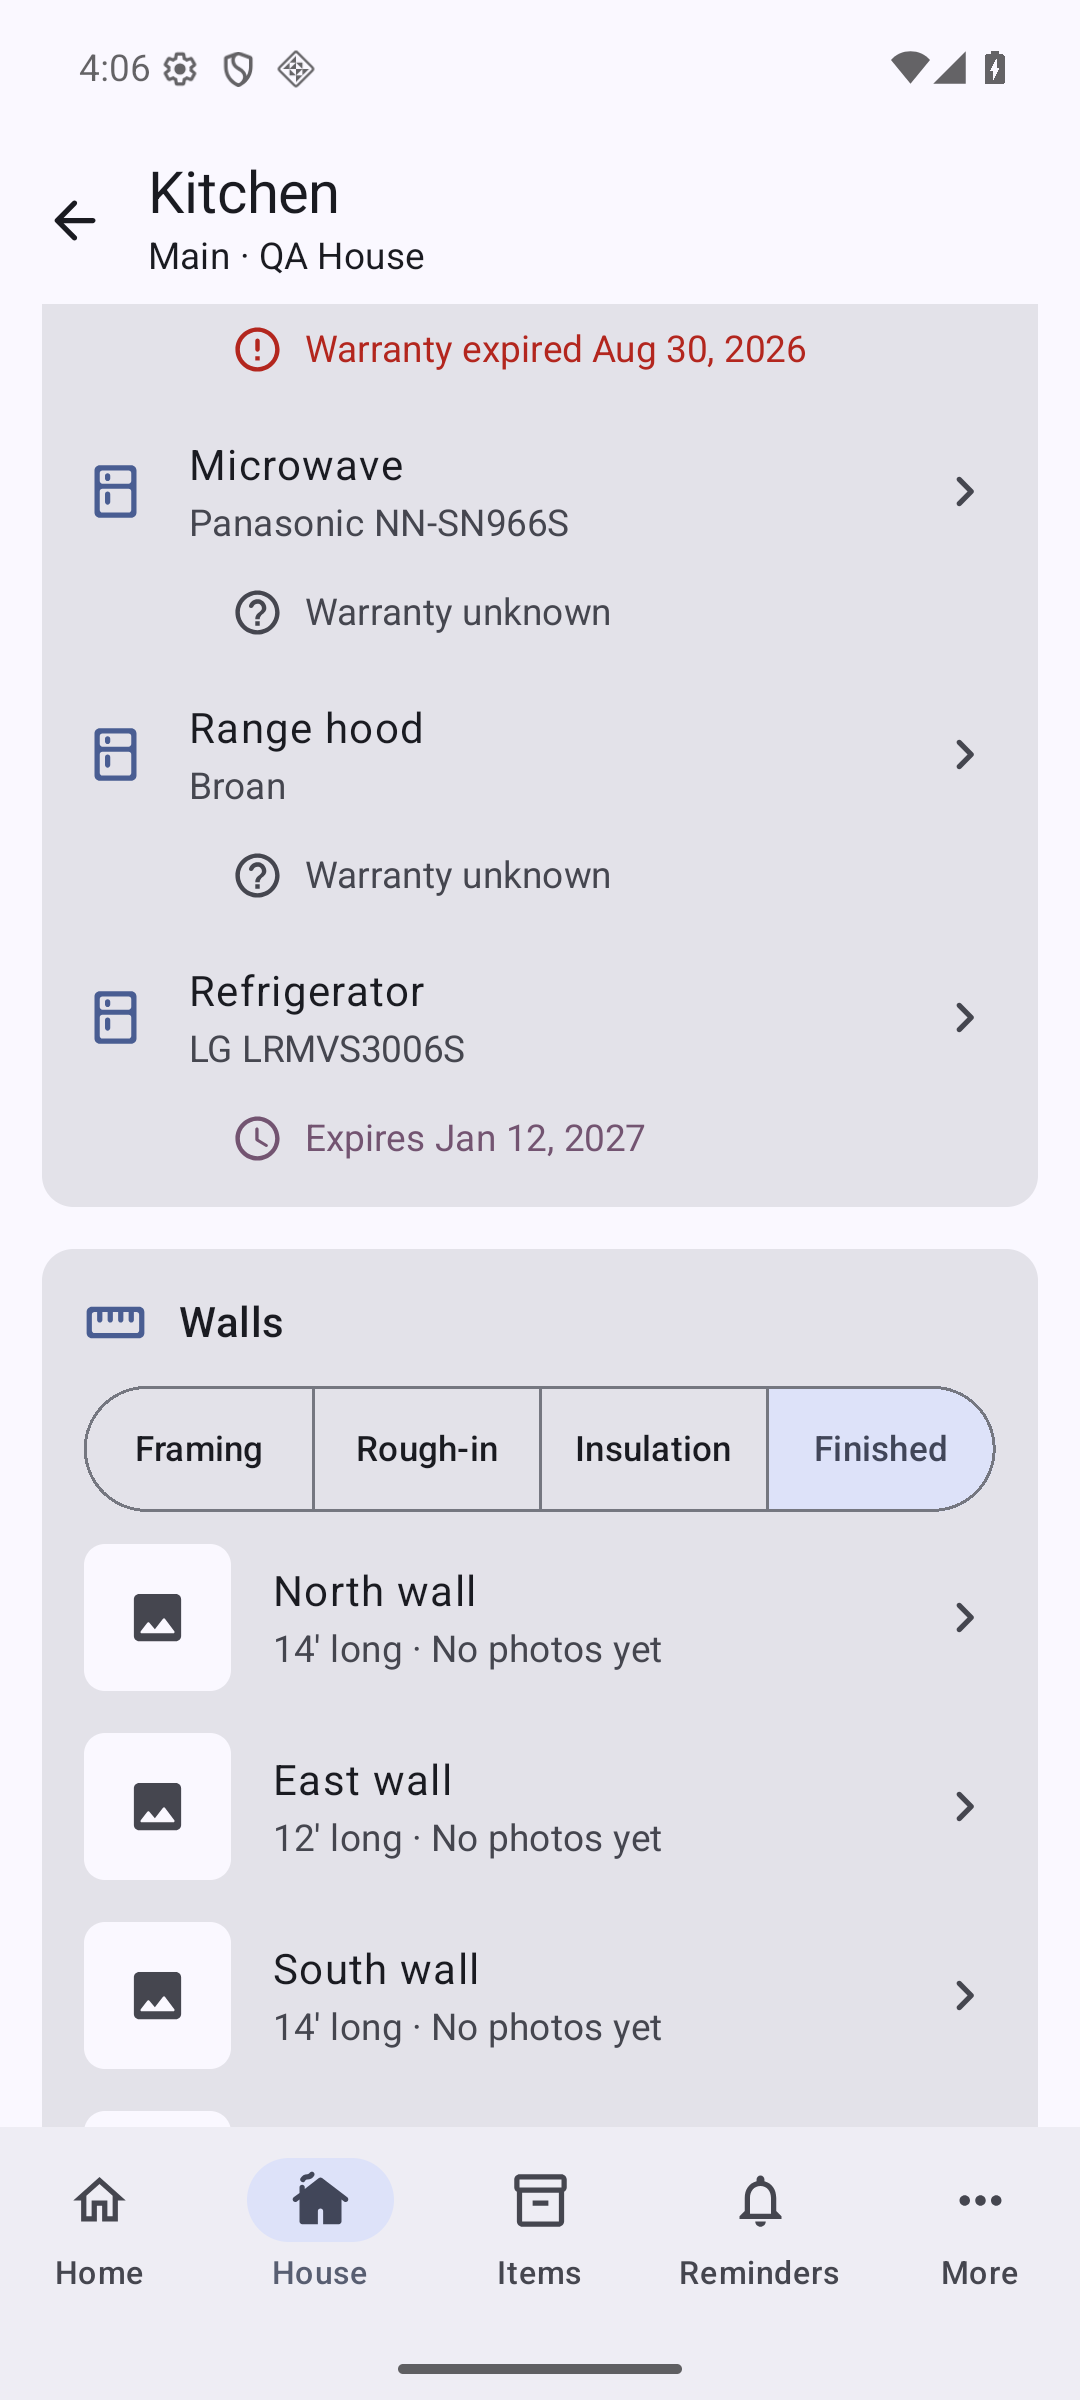 4:06
Kitchen
Main · QA House
Warranty expired Aug 30, 2026
Microwave
Panasonic NN-SN966S
Warranty unknown
Range hood
Broan
Warranty unknown
Refrigerator
LG LRMVS3006S
Expires Jan 12, 2027
Walls
Framing Rough-in Insulation Finished
North wall
14' long · No photos yet
East wall
12' long · No photos yet
South wall
14' long · No photos yet
Home House Items Reminders More